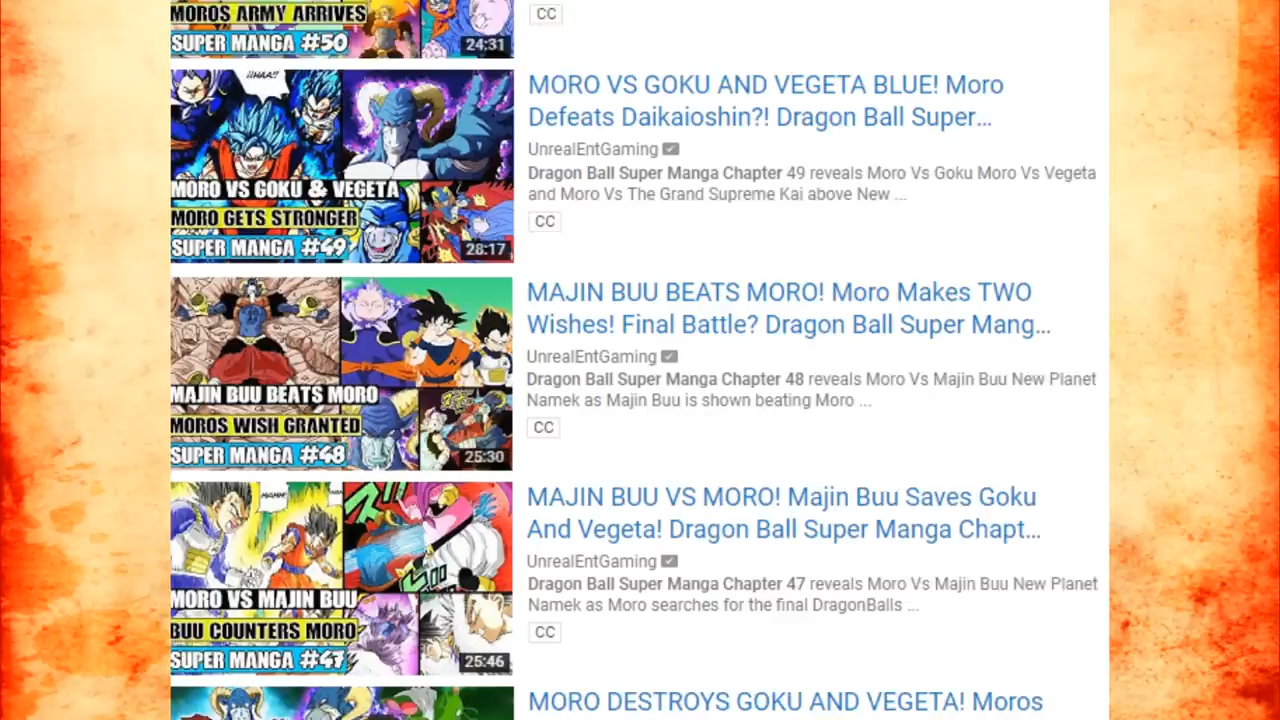 MOROS ARMY ARRIVES
SUPER MANGA #50
24:31
CC
MORO VS GOKU & VEGETA
MORO GETS STRONGER
SUPER MANGA #49
28:17
MORO VS GOKU AND VEGETA BLUE! Moro
Defeats Daikaioshin?! Dragon Ball Super...
UnrealEntGaming
Dragon Ball Super Manga Chapter 49 reveals Moro Vs Goku Moro Vs Vegeta
and Moro Vs The Grand Supreme Kai above New ...
CC
MAJIN BUU BEATS MORO
MOROS WISH GRANTED
SUPER MANGA #48
25:30
MAJIN BUU BEATS MORO! Moro Makes TWO
Wishes! Final Battle? Dragon Ball Super Mang...
UnrealEntGaming
Dragon Ball Super Manga Chapter 48 reveals Moro Vs Majin Buu New Planet
Namek as Majin Buu is shown beating Moro ...
CC
MORO VS MAJIN BUU
BUU COUNTERS MORO
SUPER MANGA #47
25:46
MAJIN BUU VS MORO! Majin Buu Saves Goku
And Vegeta! Dragon Ball Super Manga Chapt...
UnrealEntGaming
Dragon Ball Super Manga Chapter 47 reveals Moro Vs Majin Buu New Planet
Namek as Moro searches for the final DragonBalls ...
CC
MORO DESTROYS GOKU AND VEGETA! Moros